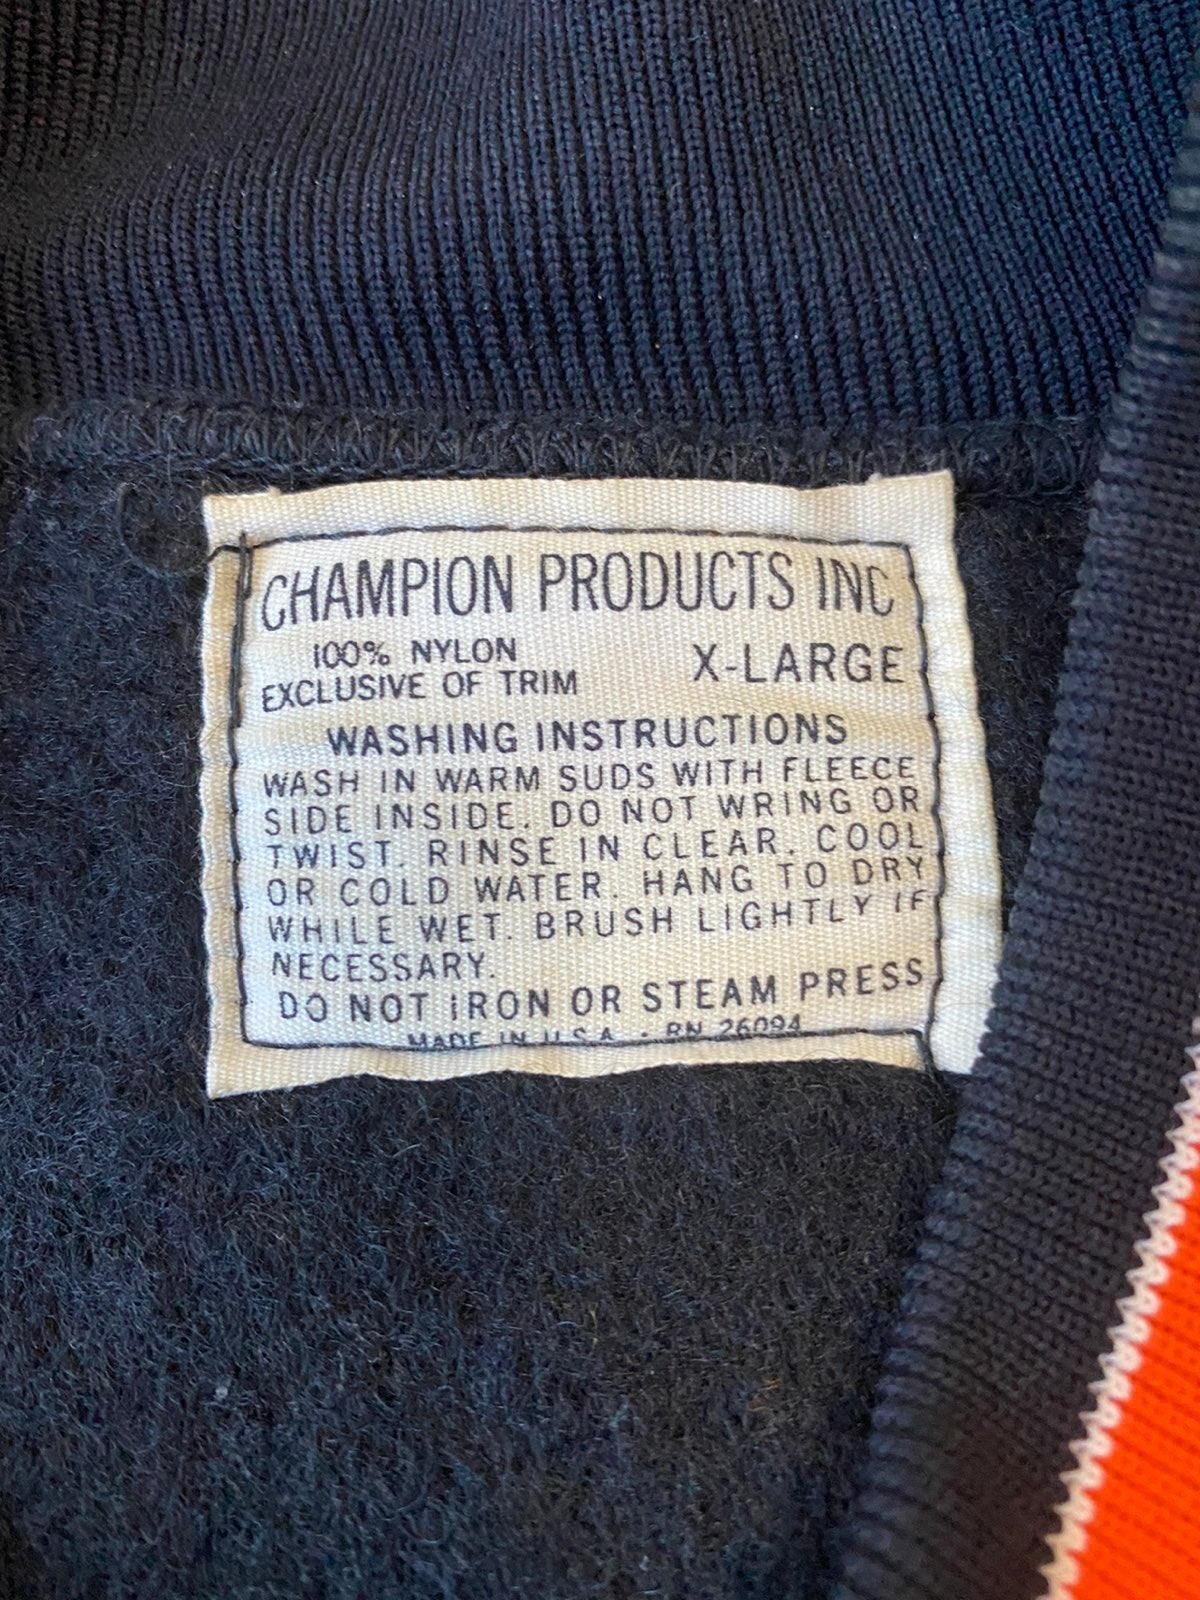 CHAMPION PRODUCTS INC
100% NYLON
EXCLUSIVE OF TRIM
X-LARGE
WASHING INSTRUCTIONS
WASH IN WARM SUDS WITH FLEECE
SIDE INSIDE. DO NOT WRING OR
TWIST. RINSE IN CLEAR. COOL
OR COLD WATER. HANG TO DRY
WHILE WET. BRUSH LIGHTLY IF
NECESSARY.
DO NOT IRON OR STEAM PRESS
MADE IN U.S.A. · RN 26094